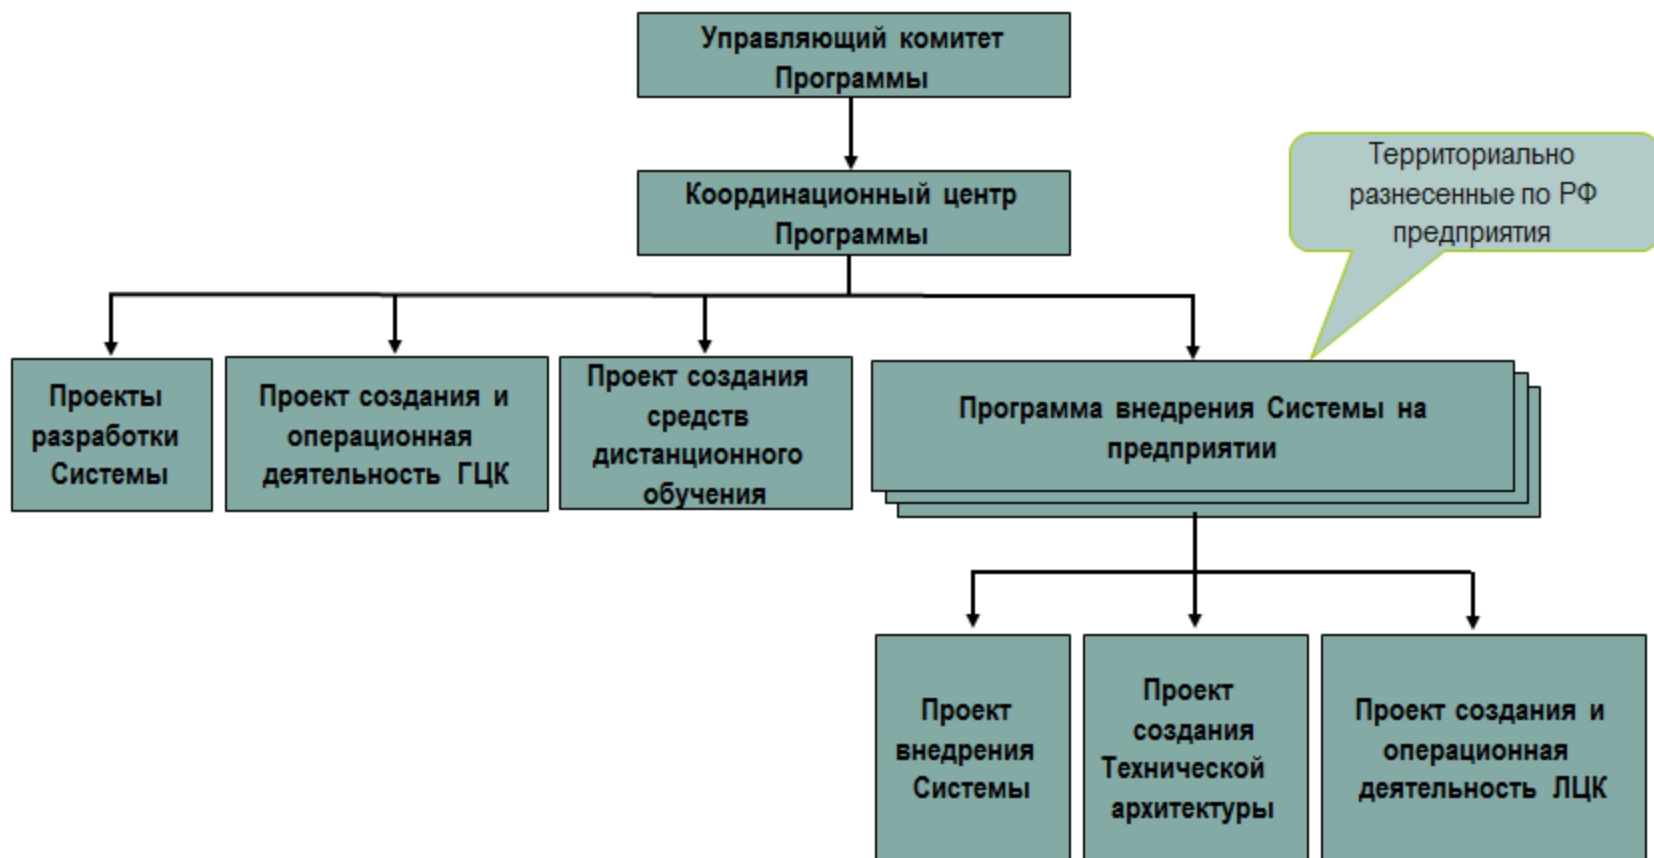 Управляющий комитет
Программы
Координационный центр
Программы
Территориально
разнесенные по РФ
предприятия
Проекты
разработки
Системы
Проект создания и
операционная
деятельность ГЦК
Проект создания
средств
дистанционного
обучения
Программа внедрения Системы на
предприятии
Проект
внедрения
Системы
Проект
создания
Технической
архитектуры
Проект создания и
операционная
деятельность ЛЦК